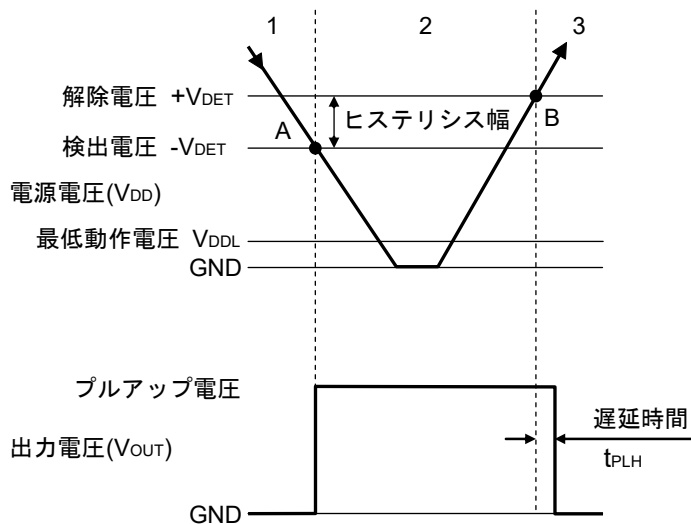 1 2 3
解除電圧 +VDET
ヒステリシス幅
A
B
検出電圧 -VDET
電源電圧(VDD)
最低動作電圧 VDDL
GND
プルアップ電圧
遅延時間
出力電圧(VOUT)
tPLH
GND